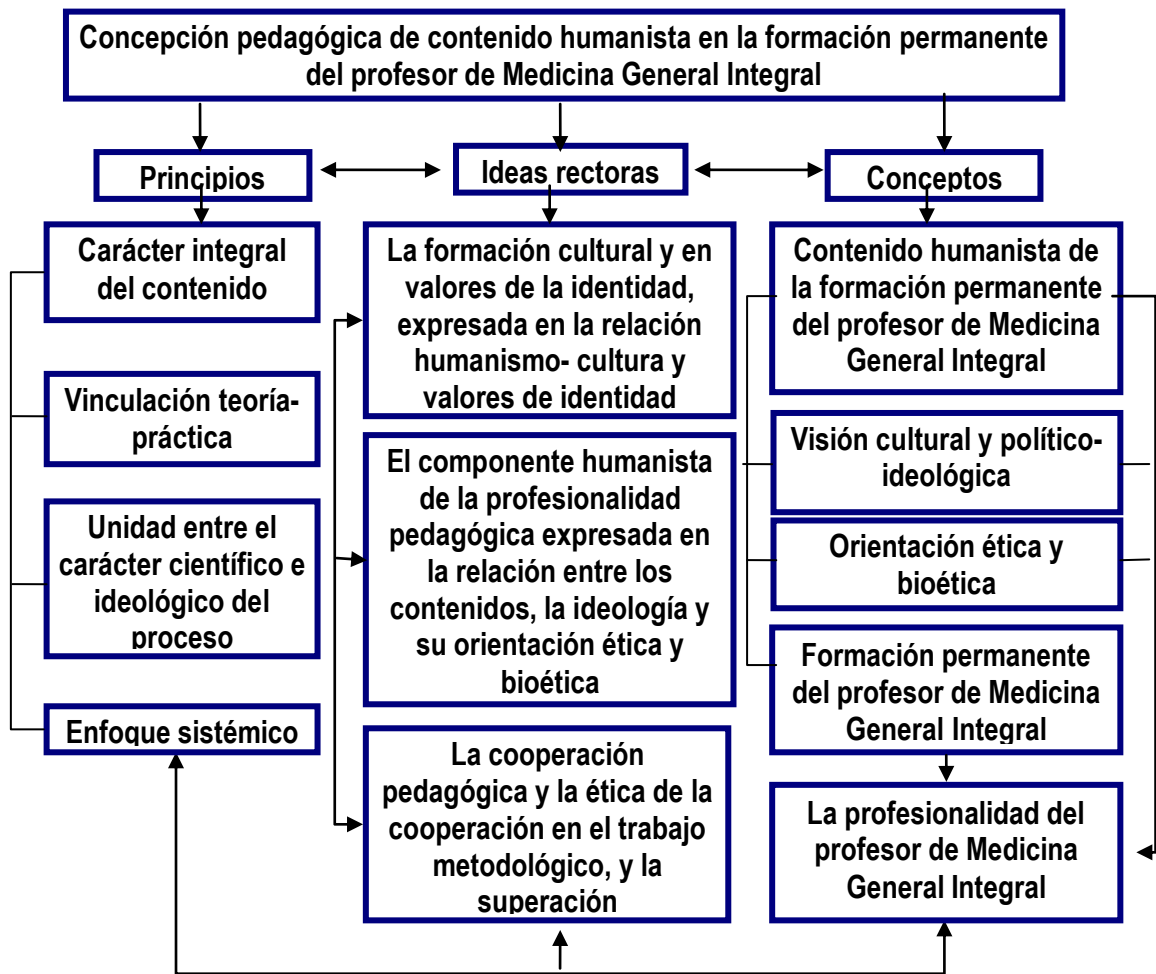 Concepción pedagógica de contenido humanista en la formación permanente
del profesor de Medicina General Integral
Principios
Ideas rectoras
Conceptos
Carácter integral
del contenido
Vinculación teoría-
práctica
Unidad entre el
carácter científico e
ideológico del
proceso
Enfoque sistémico
La formación cultural y en
valores de la identidad,
expresada en la relación
humanismo- cultura y
valores de identidad
El componente humanista
de la profesionalidad
pedagógica expresada en
la relación entre los
contenidos, la ideología y
su orientación ética y
bioética
La cooperación
pedagógica y la ética de la
cooperación en el trabajo
metodológico, y la
superación
Contenido humanista de
la formación permanente
del profesor de Medicina
General Integral
Visión cultural y político-
ideológica
Orientación ética y
bioética
Formación permanente
del profesor de Medicina
General Integral
La profesionalidad del
profesor de Medicina
General Integral